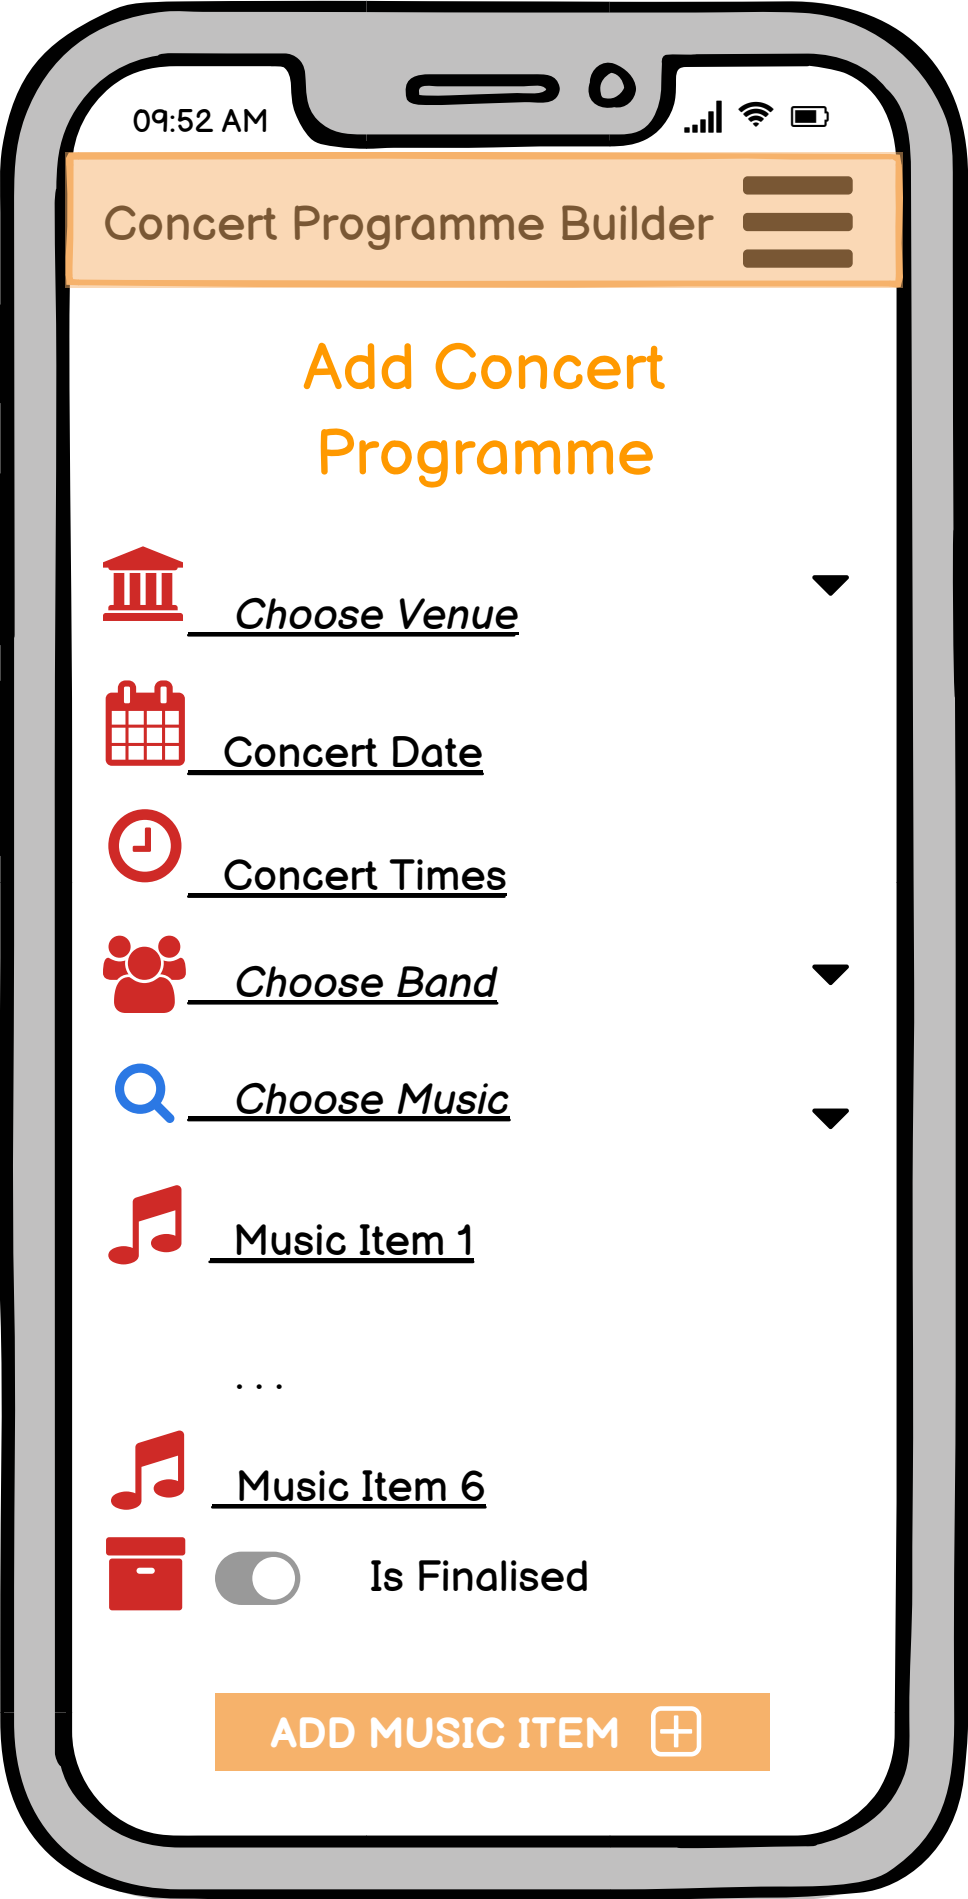 09:52 AM
Concert Programme Builder
Add Concert
Programme
Choose Venue
Concert Date
Concert Times
Choose Band
Choose Music
Music Item 1
. . .
Music Item 6
Is Finalised
ADD MUSIC ITEM